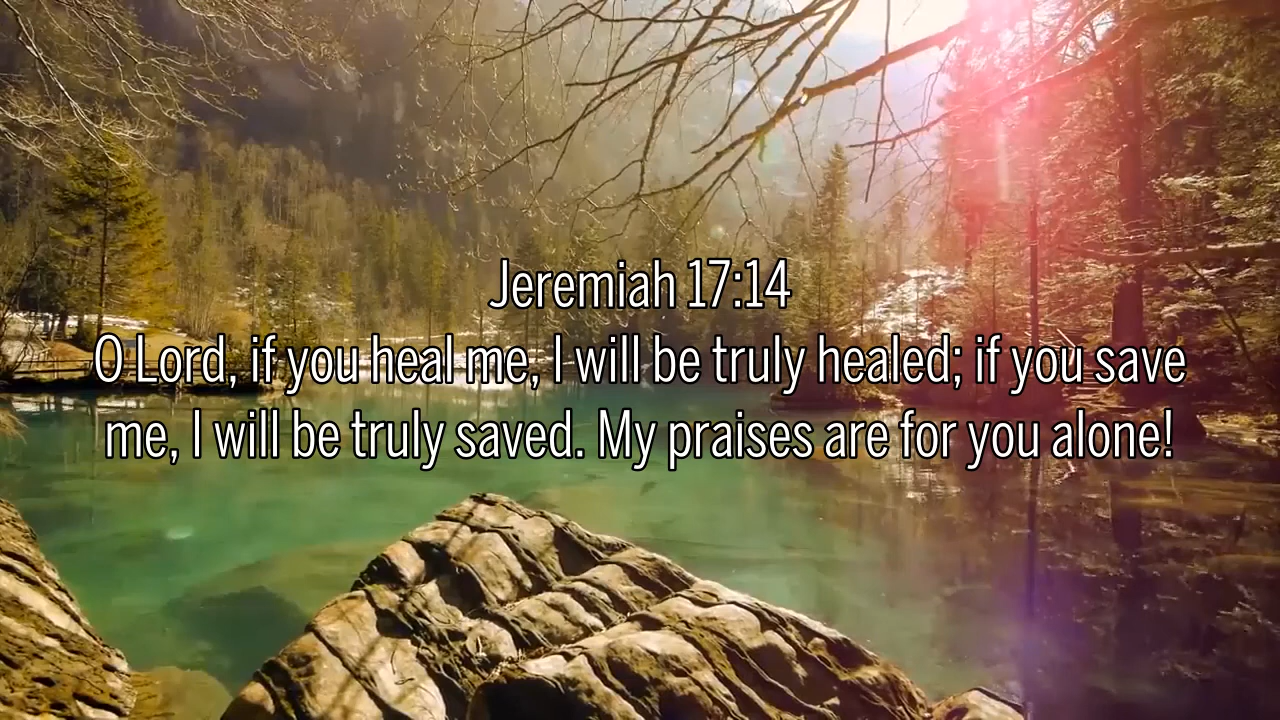 Jeremiah 17:14
O Lord, if you heal me, I will be truly healed; if you save
me, I will be truly saved. My praises are for you alone!